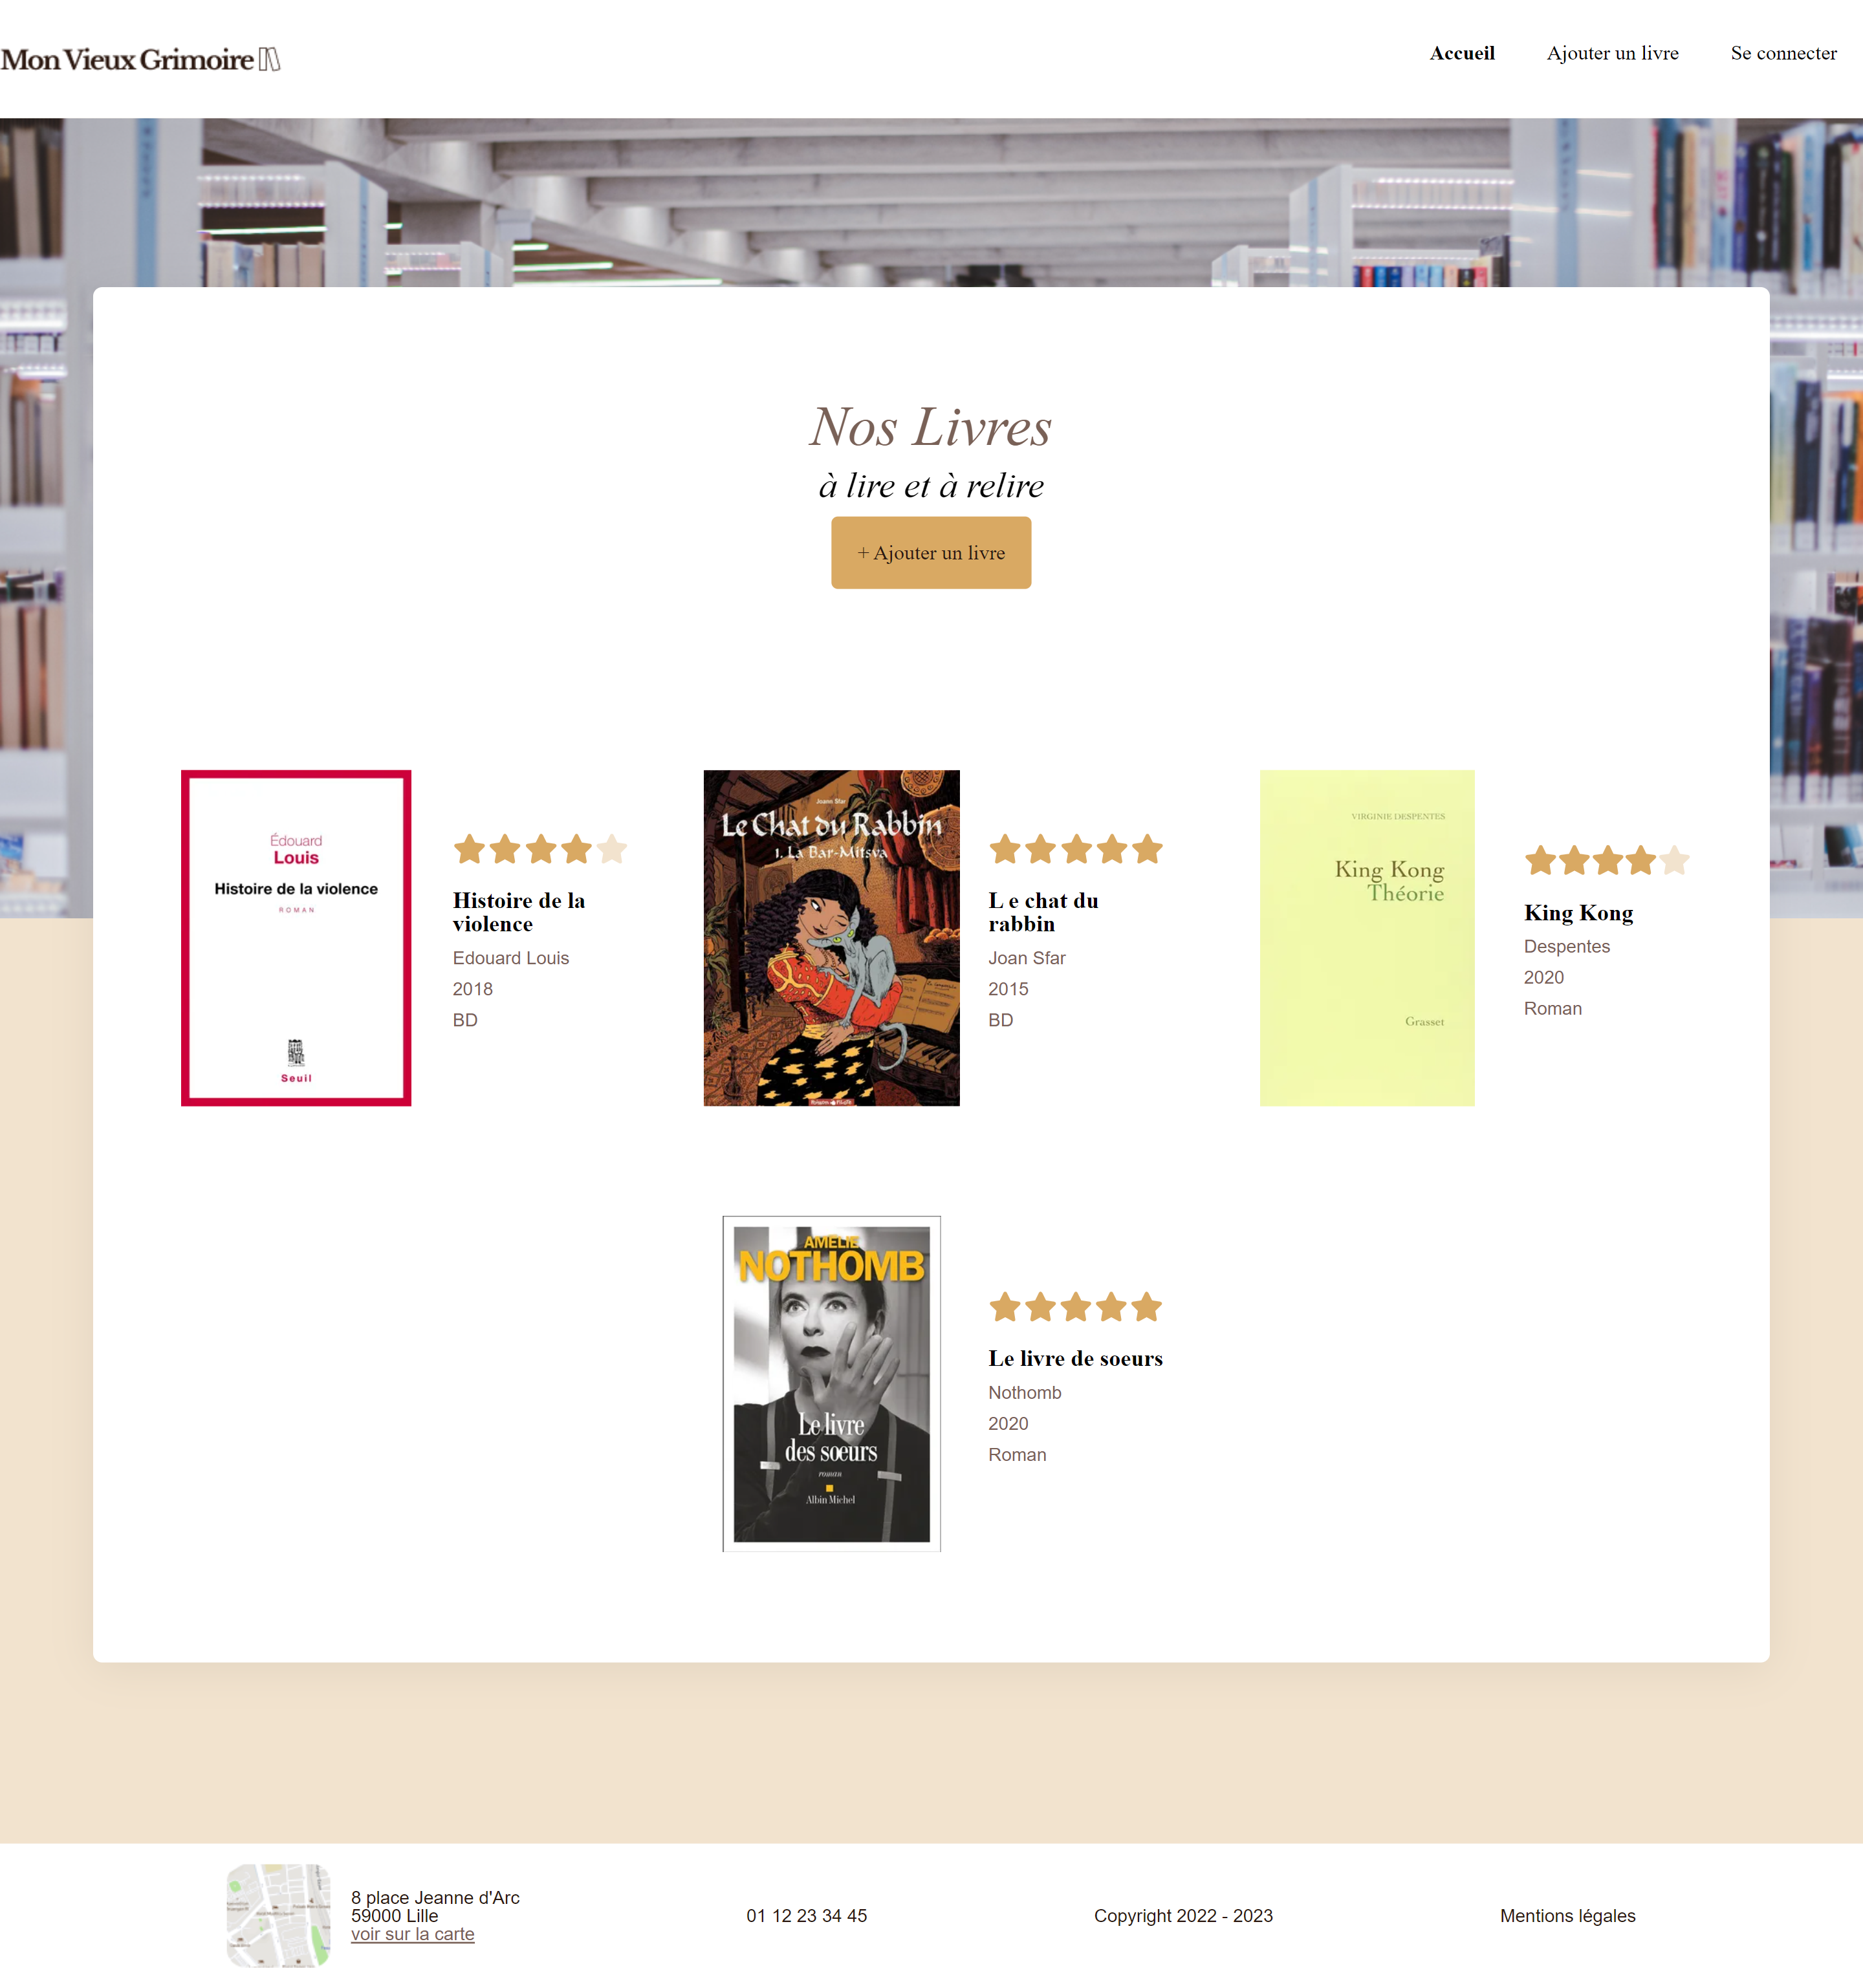 Mon Vieux Grimoire
Accueil
Ajouter un livre
Se connecter
Nos Livres
à lire et à relire
+ Ajouter un livre
Édouard
Louis
Histoire de la violence
ROMAN
Seuil
Histoire de la
violence
Edouard Louis
2018
BD
Joann Sfar
Le Chat du Rabbin
1. La Bar-Mitsva
L e chat du
rabbin
Joan Sfar
2015
BD
VIRGINIE DESPENTES
King Kong
Théorie
Grasset
King Kong
Despentes
2020
Roman
AMÉLIE
NOTHOMB
Le livre
des sœurs
roman
Albin Michel
Le livre de soeurs
Nothomb
2020
Roman
8 place Jeanne d'Arc
59000 Lille
voir sur la carte
01 12 23 34 45
Copyright 2022 - 2023
Mentions légales